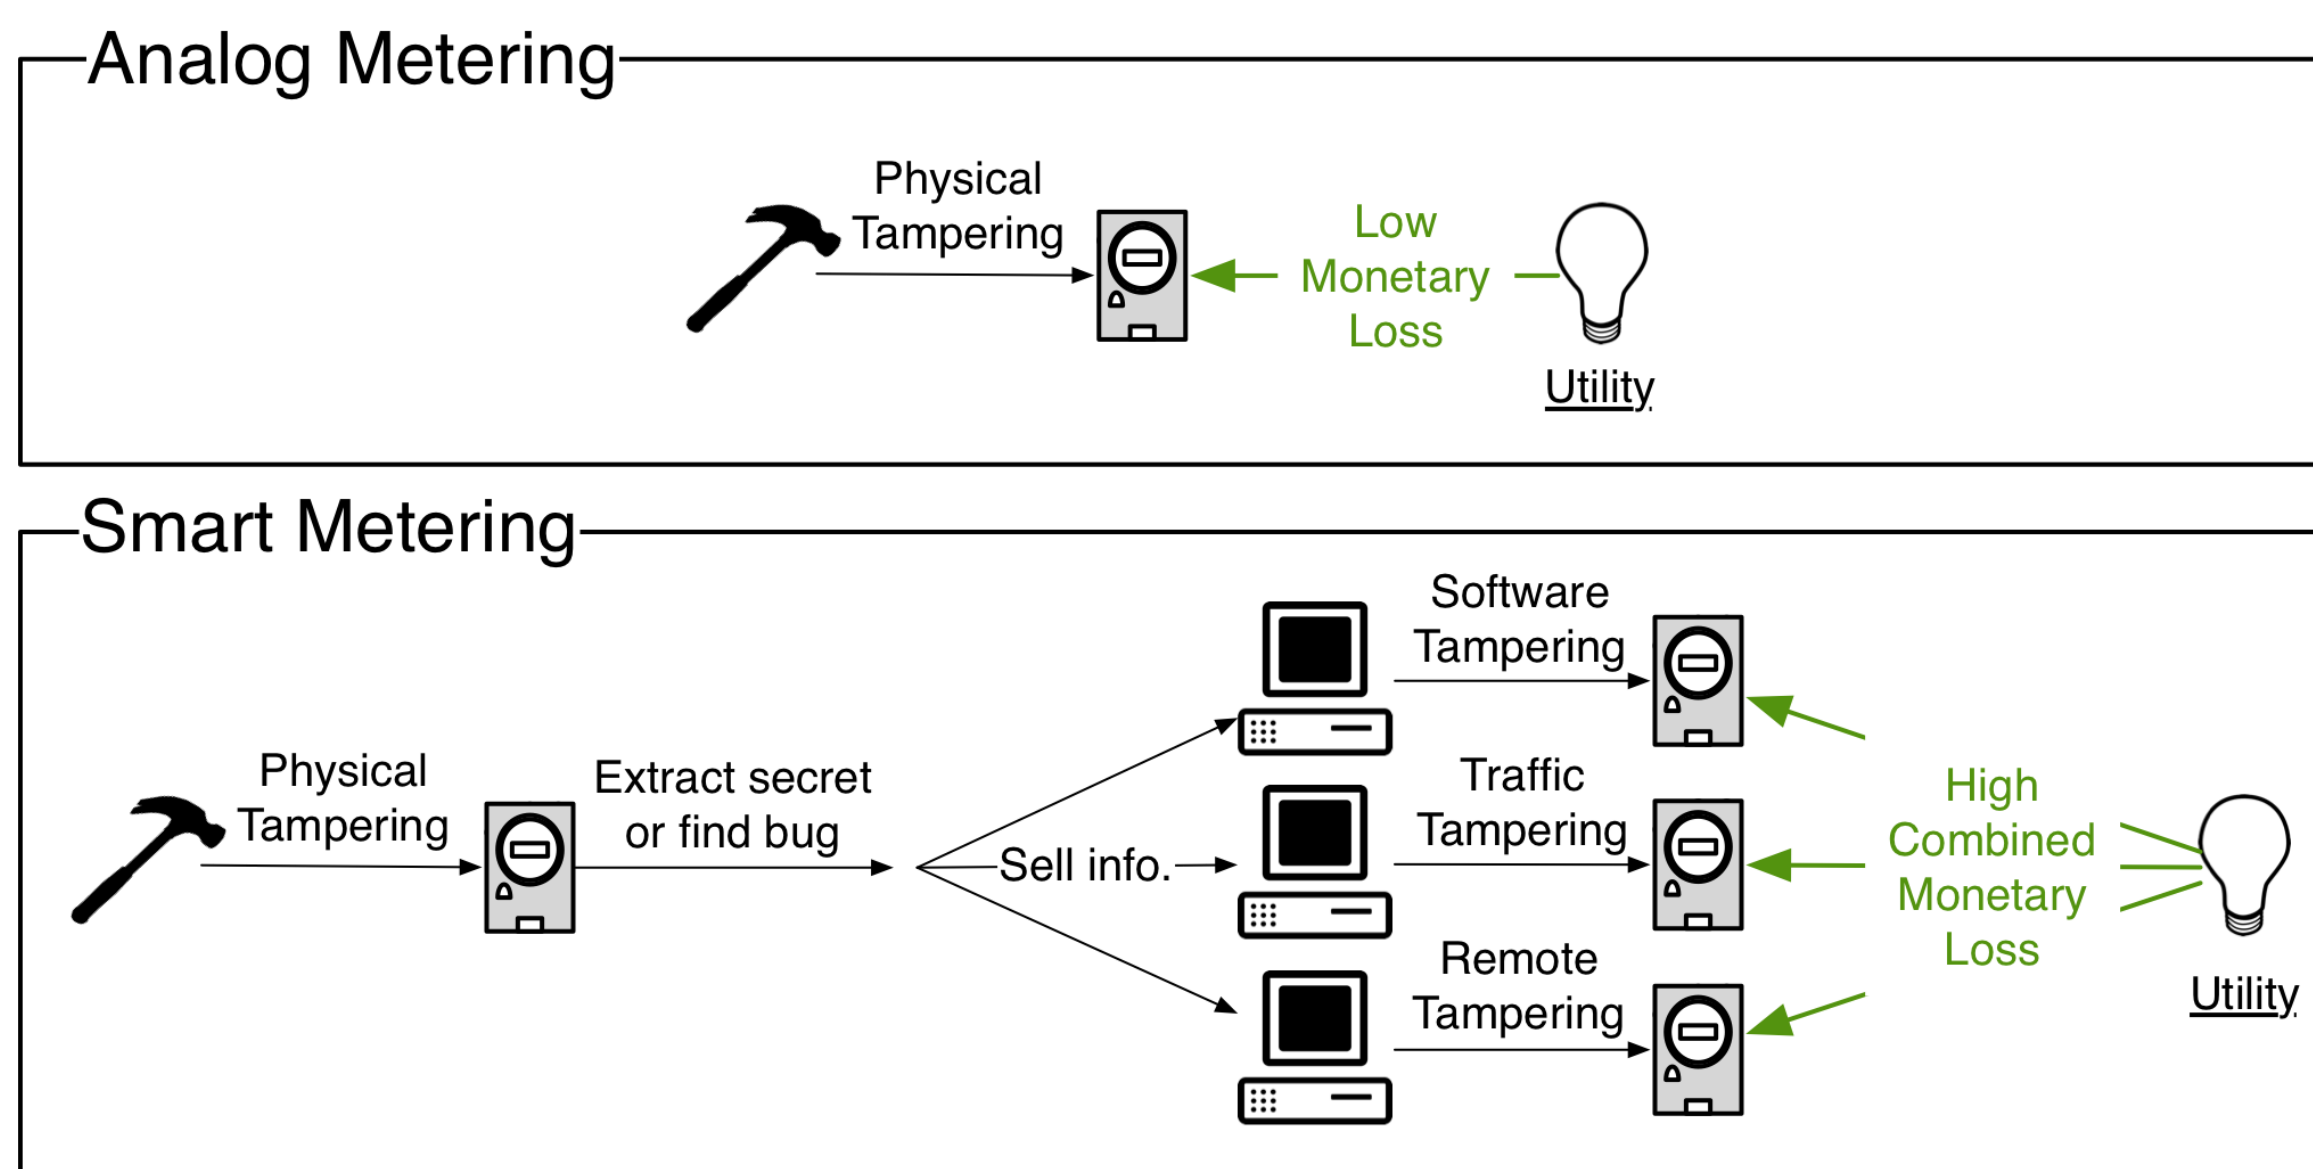 Analog Metering
Physical
Tampering
Low
Monetary
Loss
Utility
Smart Metering
Physical
Tampering
Extract secret
or find bug
Sell info.
Software
Tampering
Traffic
Tampering
Remote
Tampering
High
Combined
Monetary
Loss
Utility